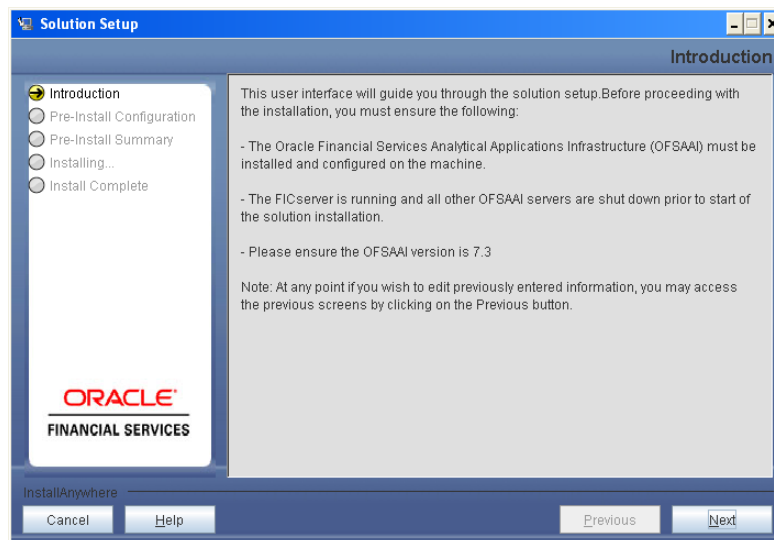 Solution Setup
Introduction
Introduction
Pre-Install Configuration
Pre-Install Summary
Installing...
Install Complete
ORACLE
FINANCIAL SERVICES
This user interface will guide you through the solution setup.Before proceeding with
the installation, you must ensure the following:
- The Oracle Financial Services Analytical Applications Infrastructure (OFSAAI) must be
installed and configured on the machine.
- The FICserver is running and all other OFSAAI servers are shut down prior to start of
the solution installation.
- Please ensure the OFSAAI version is 7.3
Note: At any point if you wish to edit previously entered information, you may access
the previous screens by clicking on the Previous button.
InstallAnywhere
Cancel
Help
Previous
Next